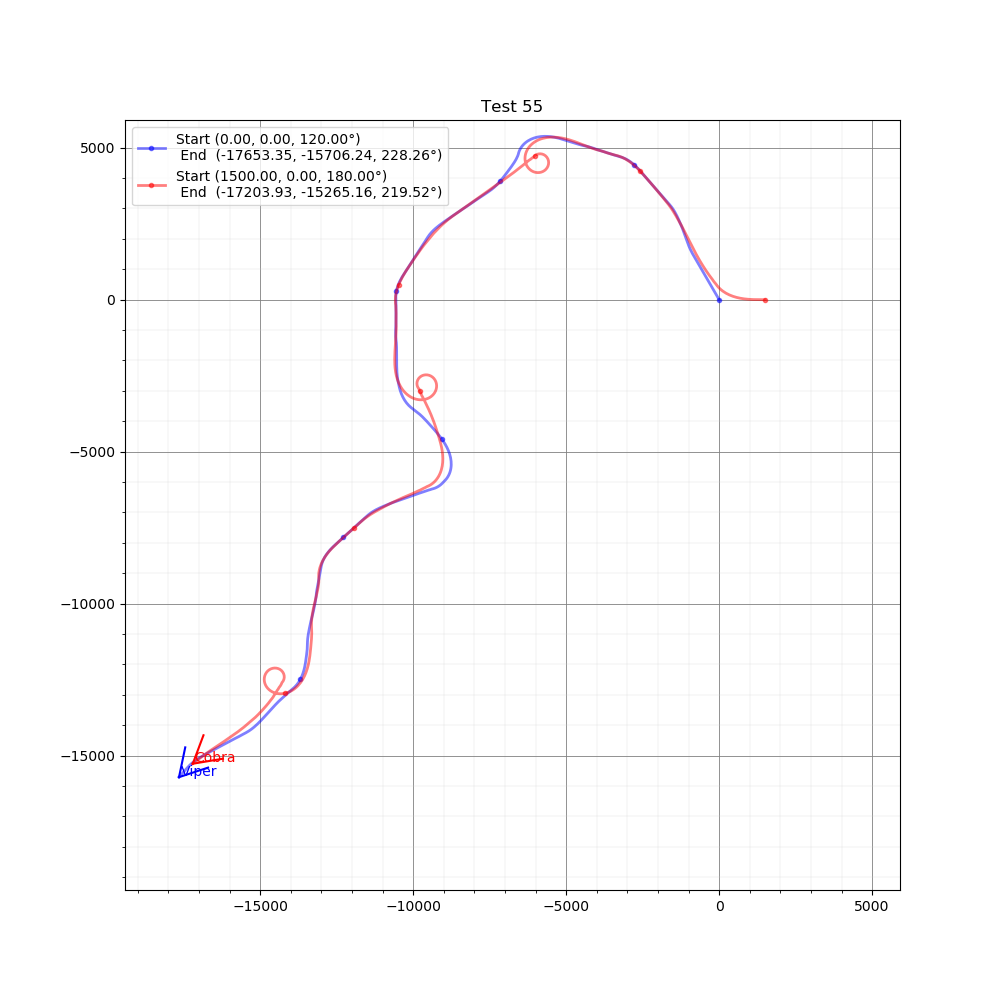 Test 55
Start (0.00, 0.00, 120.00°)
End  (-17653.35, -15706.24, 228.26°)
Start (1500.00, 0.00, 180.00°)
End  (-17203.93, -15265.16, 219.52°)
5000
0
−5000
−10000
−15000
Cobra
Viper
−15000
−10000
−5000
0
5000